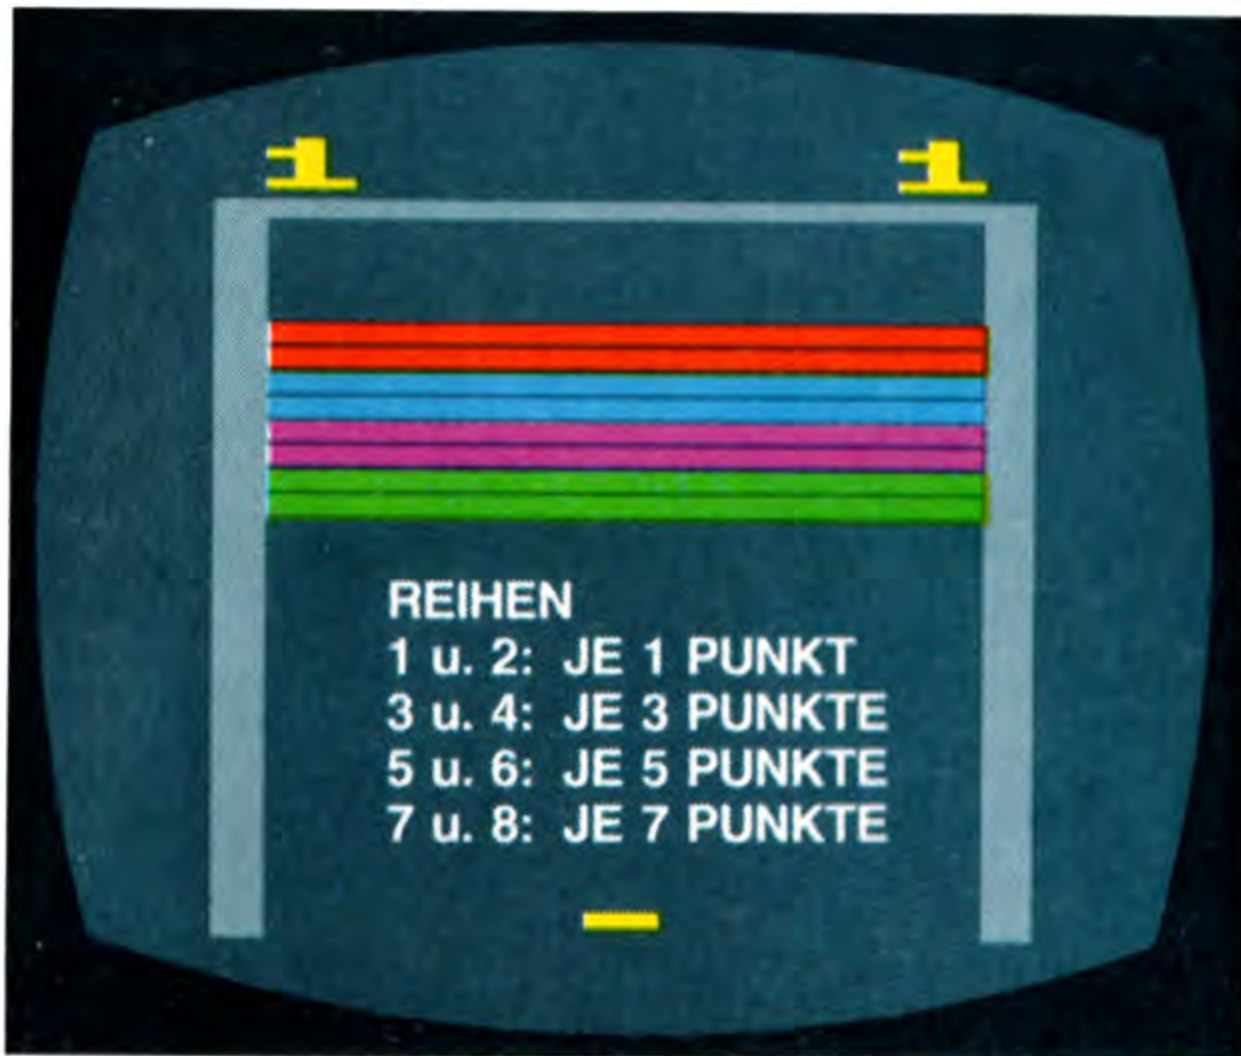 1 1
REIHEN
1 u. 2: JE 1 PUNKT
3 u. 4: JE 3 PUNKTE
5 u. 6: JE 5 PUNKTE
7 u. 8: JE 7 PUNKTE